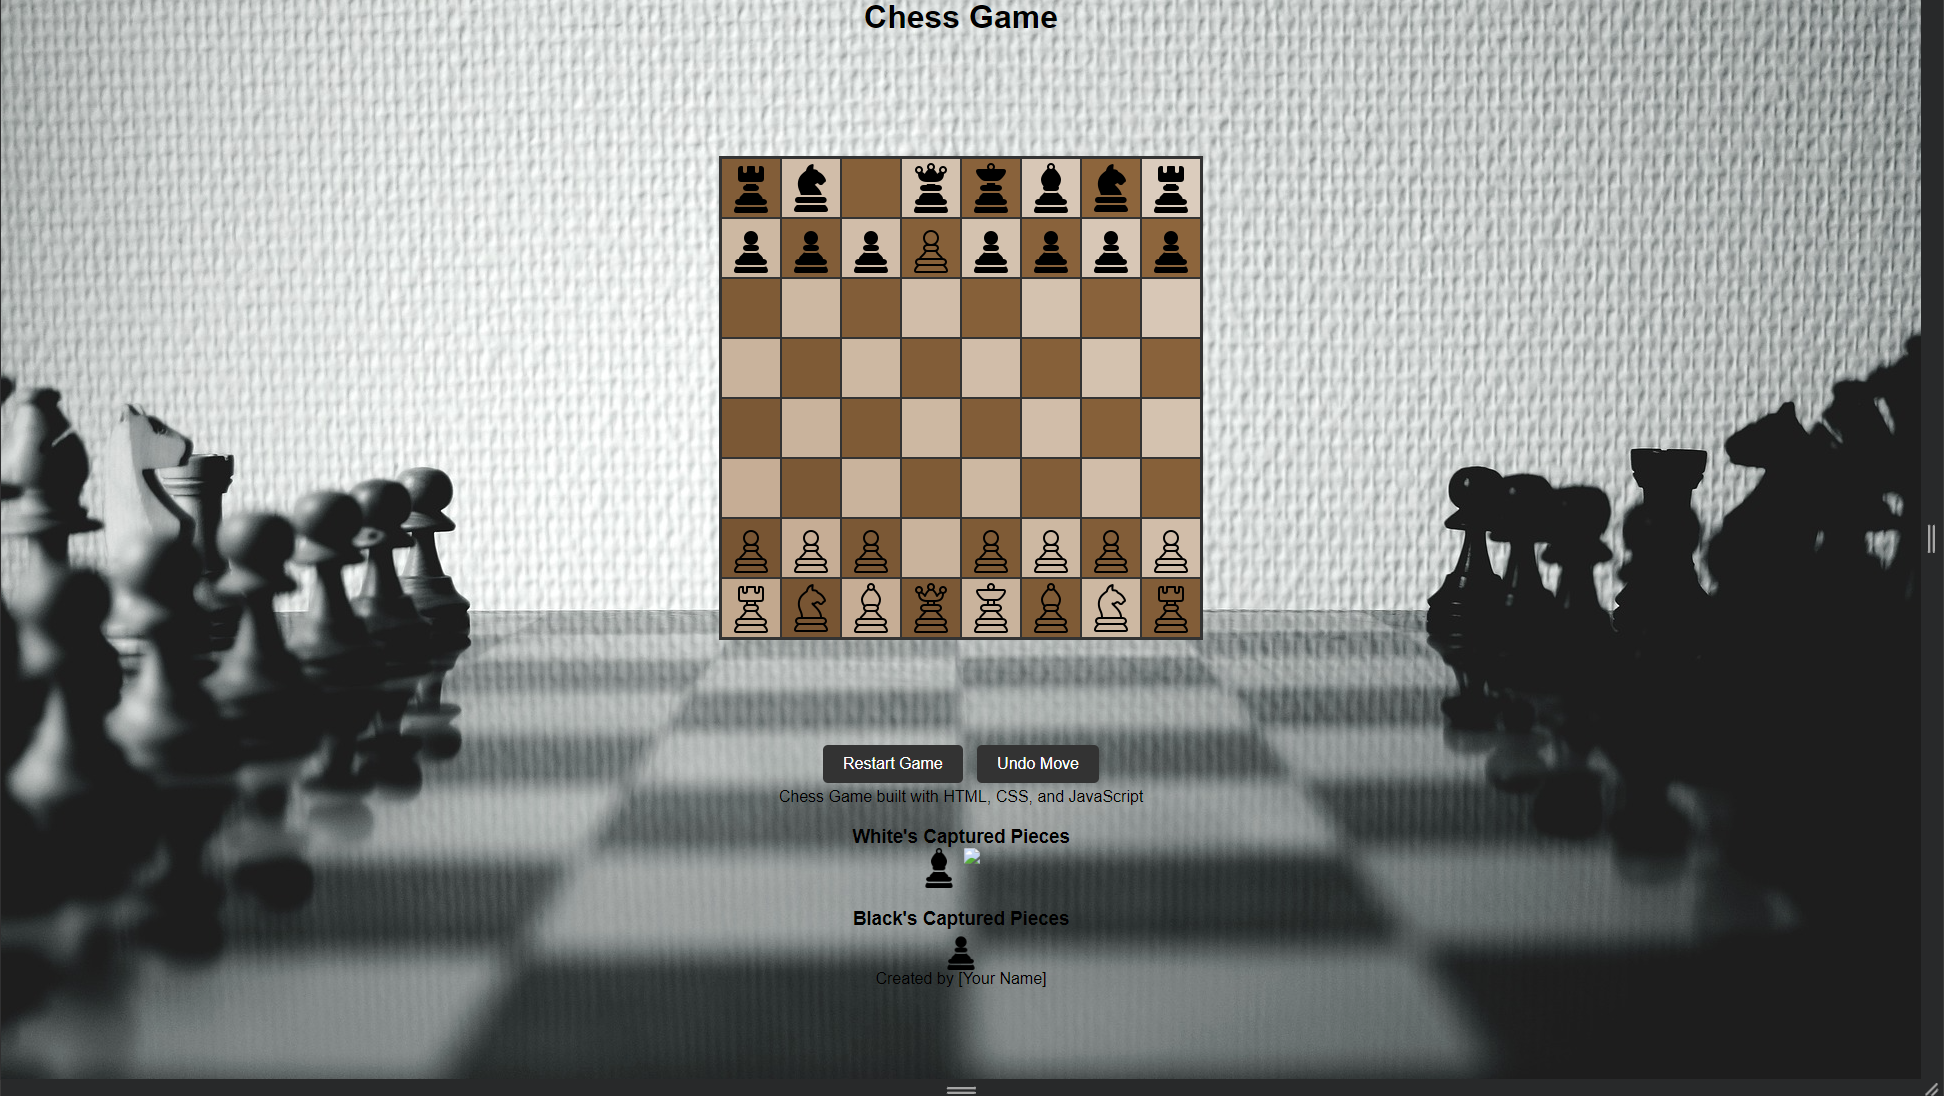 Chess Game
Restart Game
Undo Move
Chess Game built with HTML, CSS, and JavaScript
White's Captured Pieces
Black's Captured Pieces
Created by [Your Name]